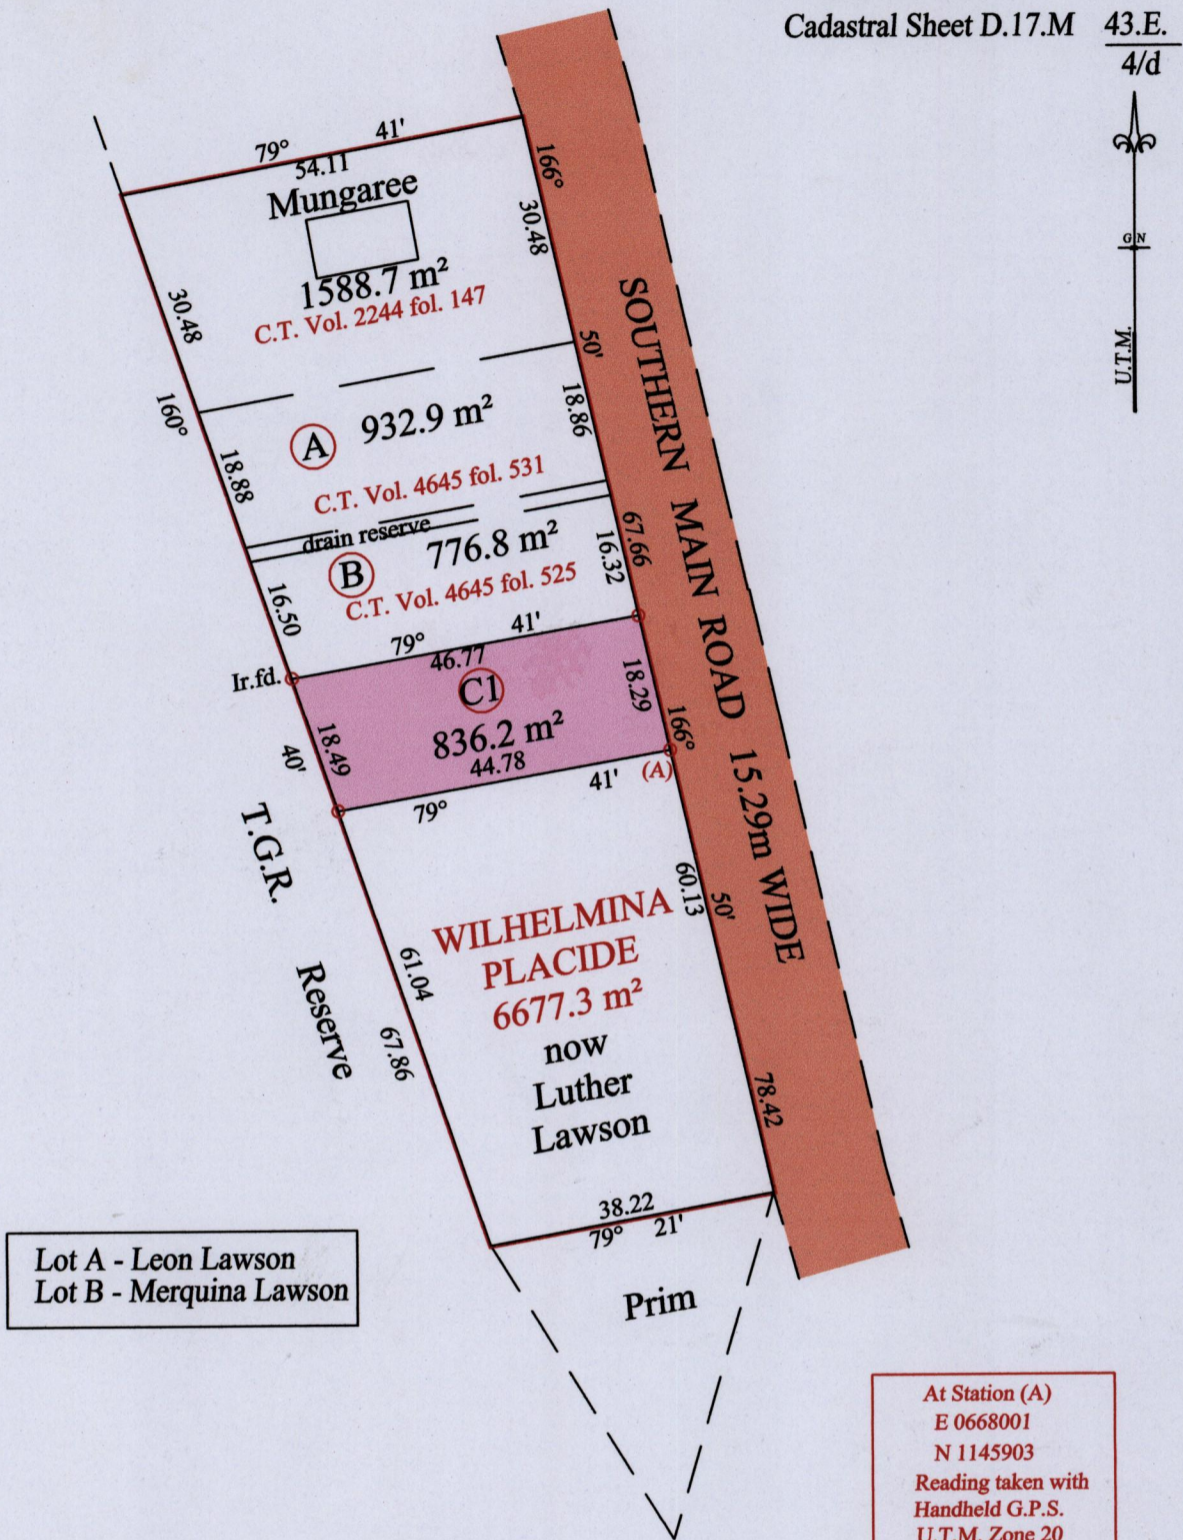 Cadastral Sheet D.17.M 43.E.
4/d
G N
U.T.M.
79° 41'
54.11
Mungaree
1588.7 m²
C.T. Vol. 2244 fol. 147
166°
30.48
30.48
50'
160°
18.86
A 932.9 m²
18.88
C.T. Vol. 4645 fol. 531
drain reserve
67.66
16.32
B 776.8 m²
C.T. Vol. 4645 fol. 525
16.50
79° 41'
46.77
Ir.fd.
C1
836.2 m²
18.29
166°
18.49
40'
44.78
79° 41'
(A)
SOUTHERN MAIN ROAD 15.29m WIDE
T.G.R.
Reserve
60.13
50'
WILHELMINA
PLACIDE
6677.3 m²
now
Luther
Lawson
61.04
67.86
78.42
38.22
79° 21'
Prim
Lot A - Leon Lawson
Lot B - Merquina Lawson
At Station (A)
E 0668001
N 1145903
Reading taken with
Handheld G.P.S.
U.T.M. Zone 20